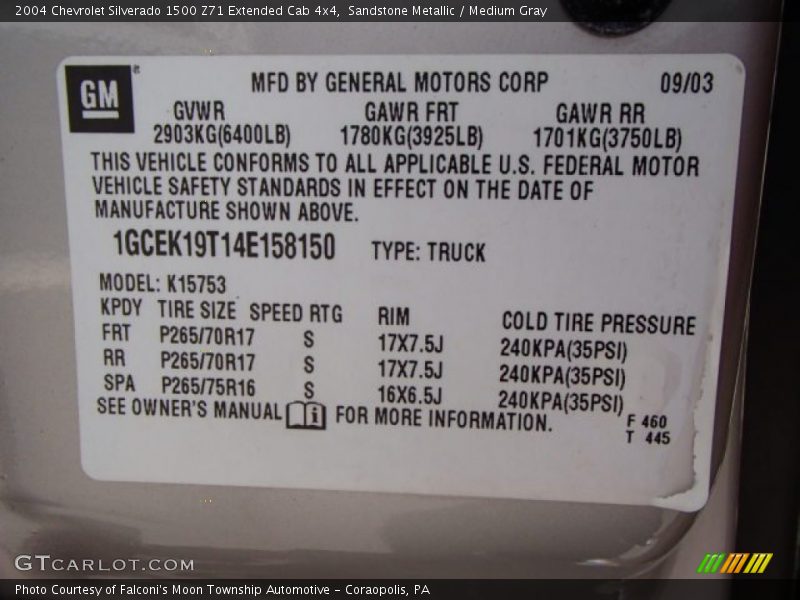 2004 Chevrolet Silverado 1500 Z71 Extended Cab 4x4, Sandstone Metallic / Medium Gray
GM
MFD BY GENERAL MOTORS CORP 09/03
GVWR GAWR FRT GAWR RR
2903KG(6400LB) 1780KG(3925LB) 1701KG(3750LB)
THIS VEHICLE CONFORMS TO ALL APPLICABLE U.S. FEDERAL MOTOR
VEHICLE SAFETY STANDARDS IN EFFECT ON THE DATE OF
MANUFACTURE SHOWN ABOVE.
1GCEK19T14E158150 TYPE: TRUCK
MODEL: K15753
KPDY TIRE SIZE SPEED RTG RIM COLD TIRE PRESSURE
FRT P265/70R17 S 17X7.5J 240KPA(35PSI)
RR P265/70R17 S 17X7.5J 240KPA(35PSI)
SPA P265/75R16 S 16X6.5J 240KPA(35PSI)
SEE OWNER'S MANUAL i FOR MORE INFORMATION.
F 460
T 445
GTCARLOT.COM
Photo Courtesy of Falconi's Moon Township Automotive - Coraopolis, PA